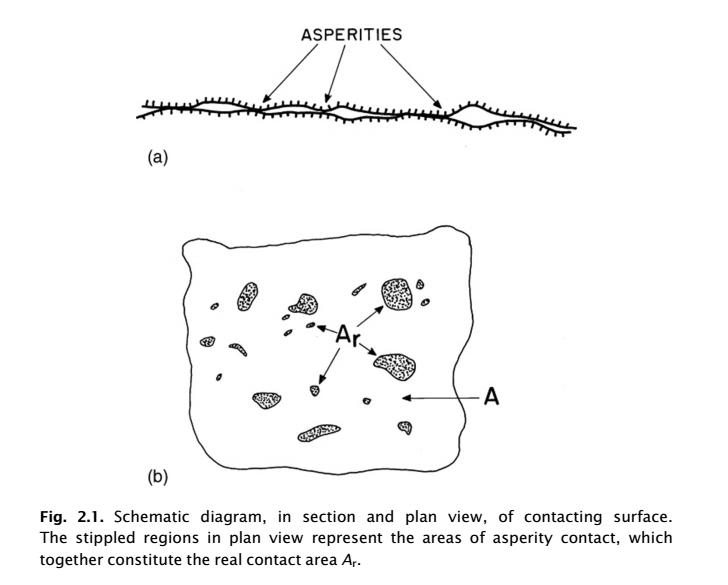 ASPERITIES
(a)
Ar
A
(b)
Fig. 2.1. Schematic diagram, in section and plan view, of contacting surface.
The stippled regions in plan view represent the areas of asperity contact, which
together constitute the real contact area Ar.